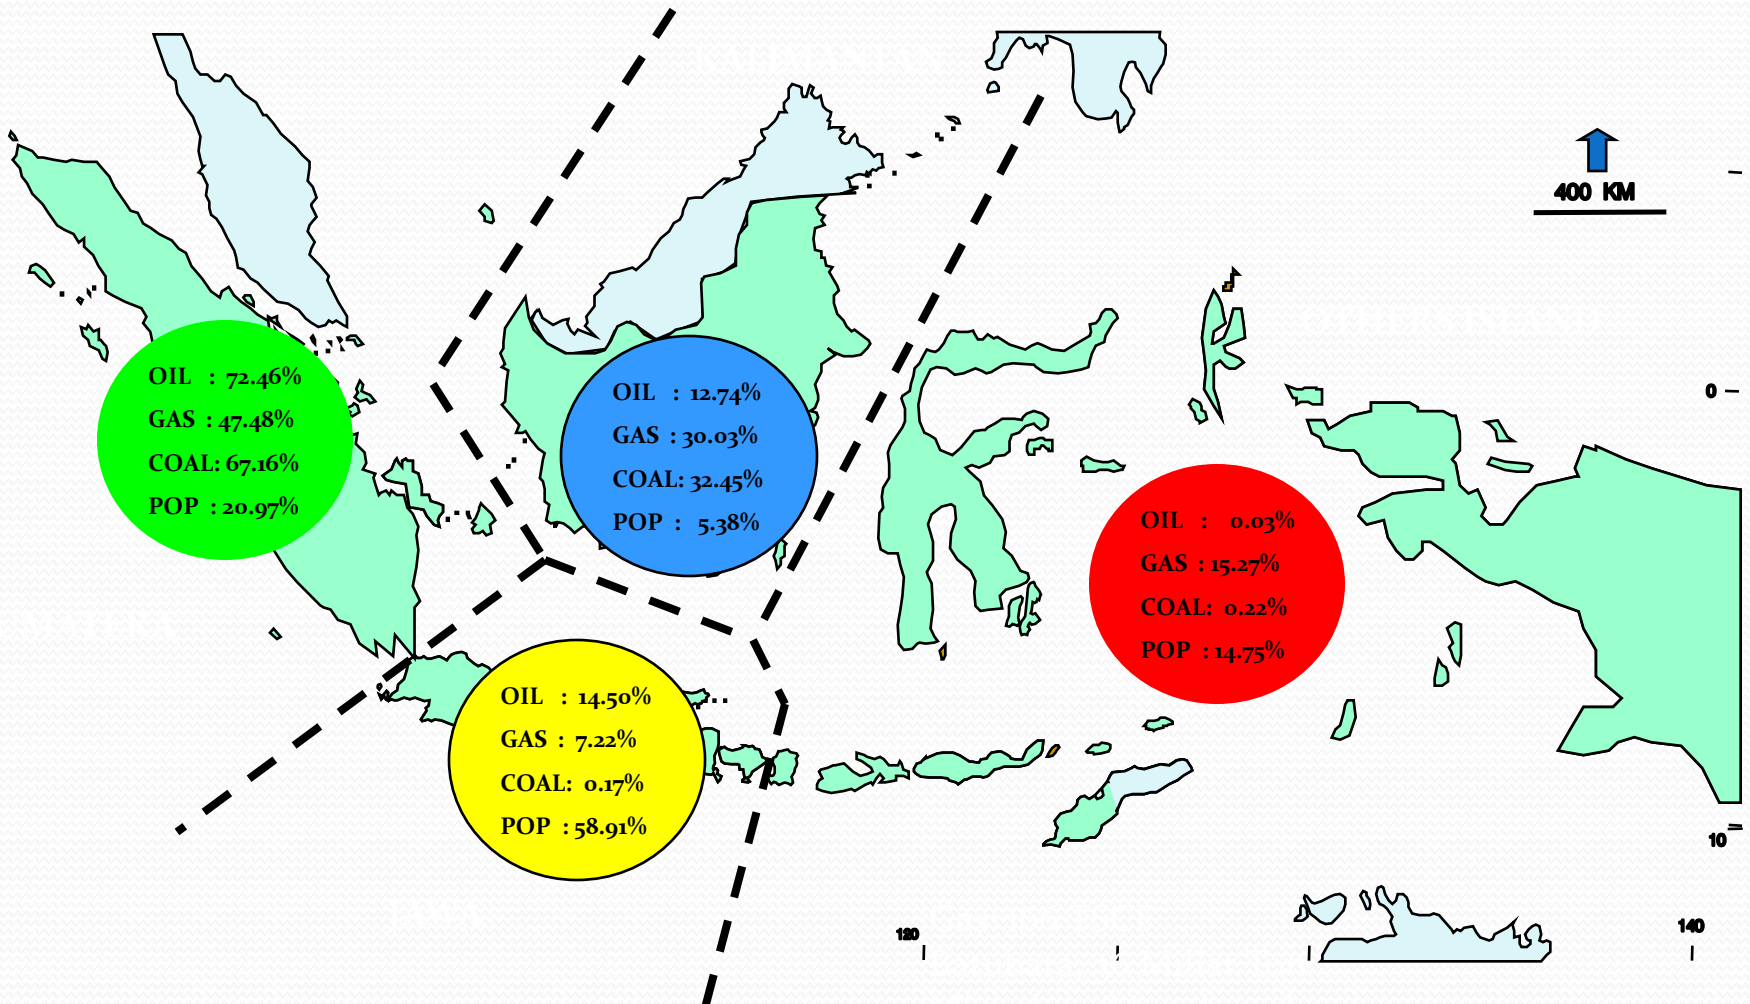 400 KM
0
OIL : 72.46%
GAS : 47.48%
COAL: 67.16%
POP : 20.97%
OIL : 12.74%
GAS : 30.03%
COAL: 32.45%
POP : 5.38%
OIL : 0.03%
GAS : 15.27%
COAL: 0.22%
POP : 14.75%
OIL : 14.50%
GAS : 7.22%
COAL: 0.17%
POP : 58.91%
10
120
140